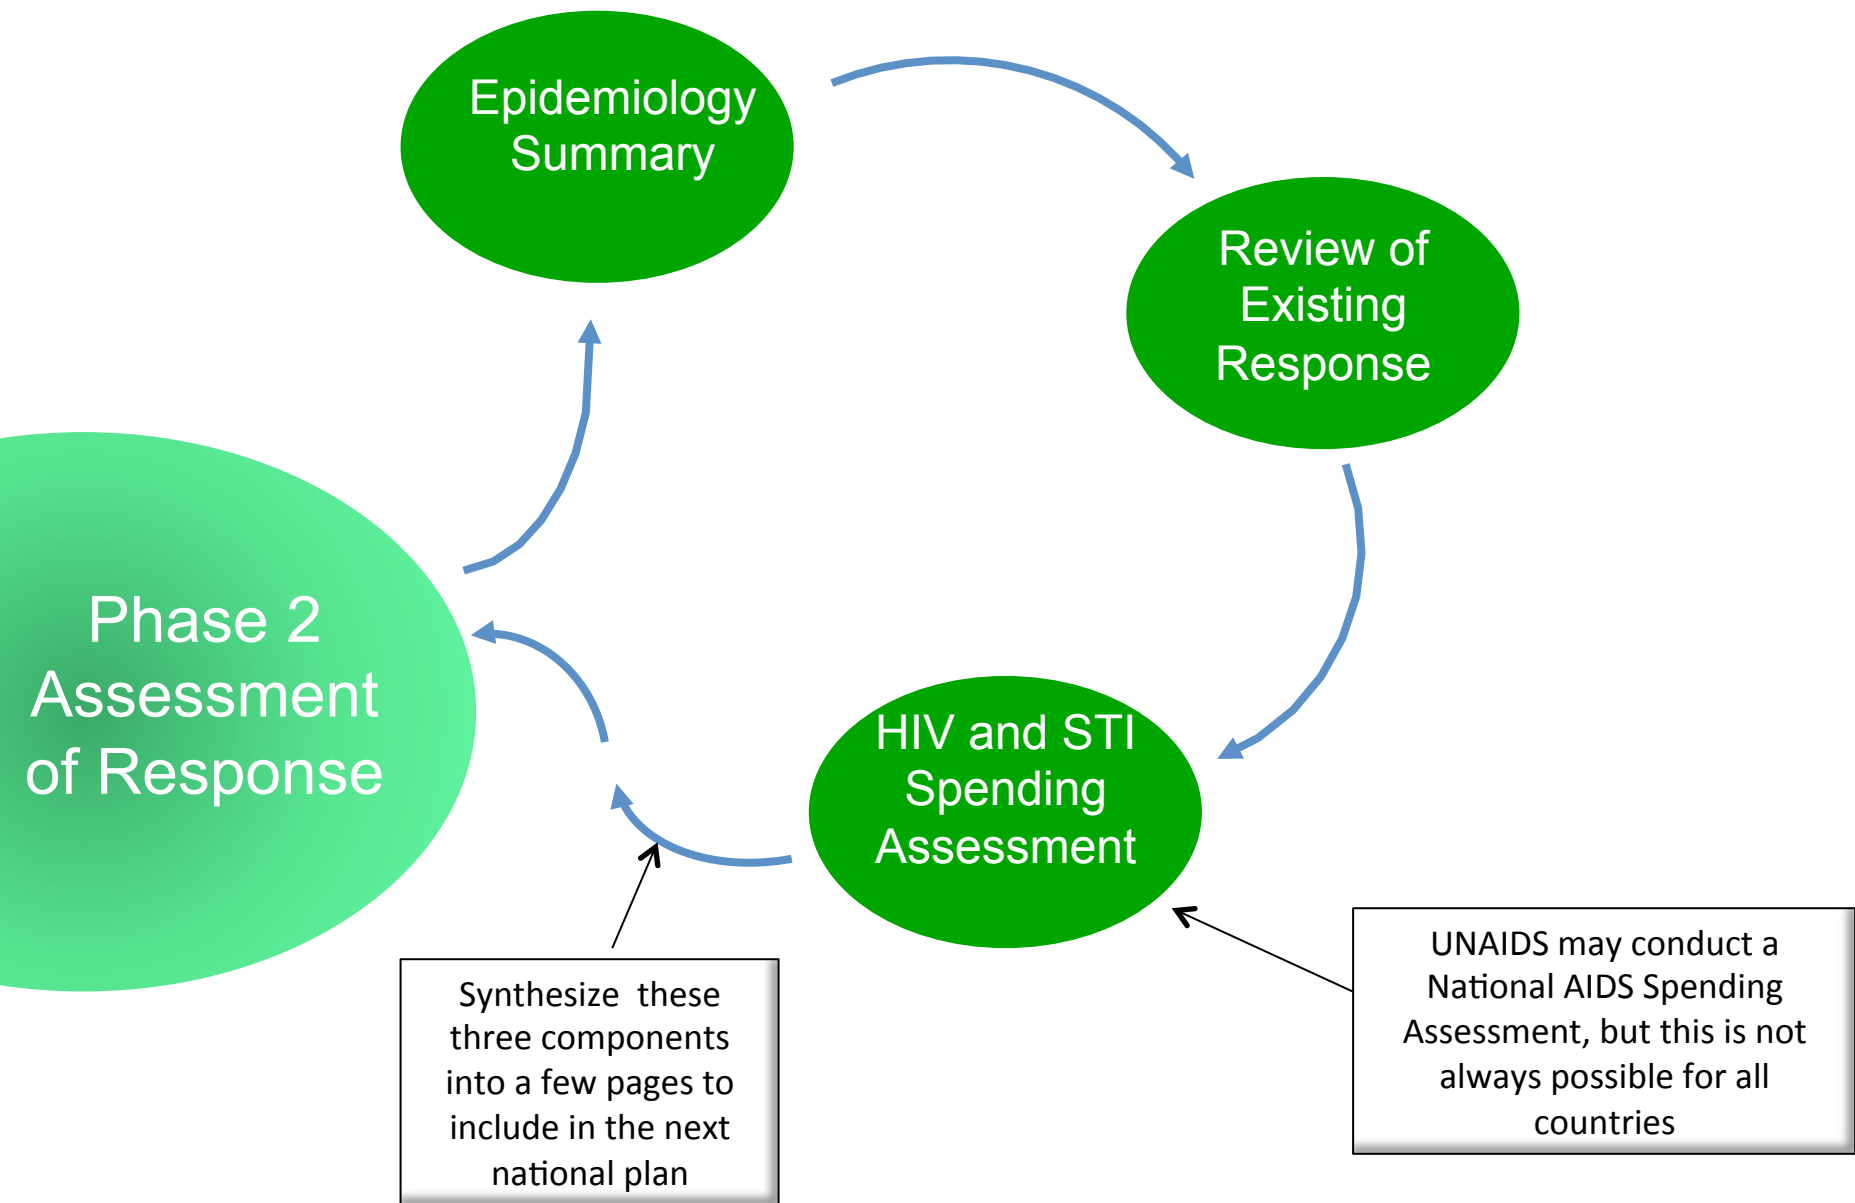 Epidemiology
Summary
Review of
Existing
Response
Phase 2
Assessment
of Response
HIV and STI
Spending
Assessment
Synthesize these
three components
into a few pages to
include in the next
national plan
UNAIDS may conduct a
National AIDS Spending
Assessment, but this is not
always possible for all
countries